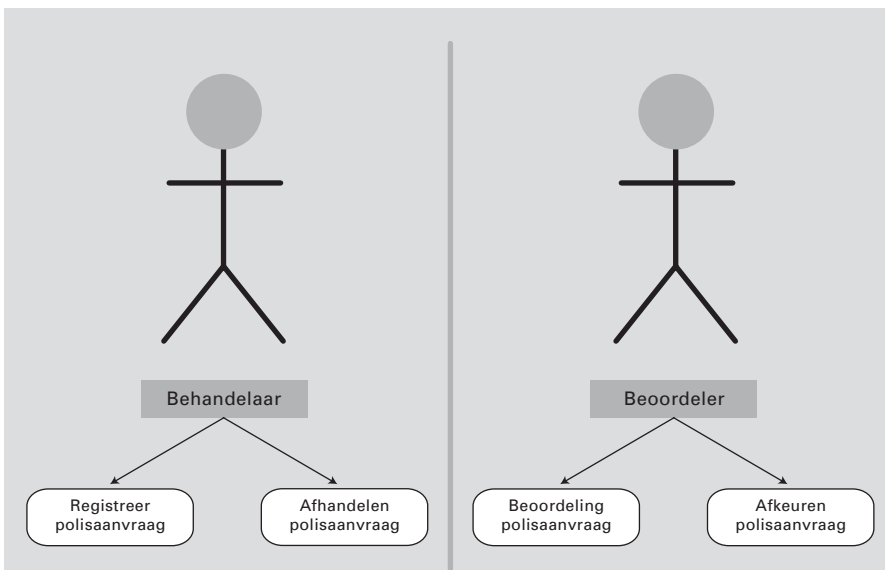 Behandelaar
Registreer
polisaanvraag
Afhandelen
polisaanvraag
Beoordeler
Beoordeling
polisaanvraag
Afkeuren
polisaanvraag